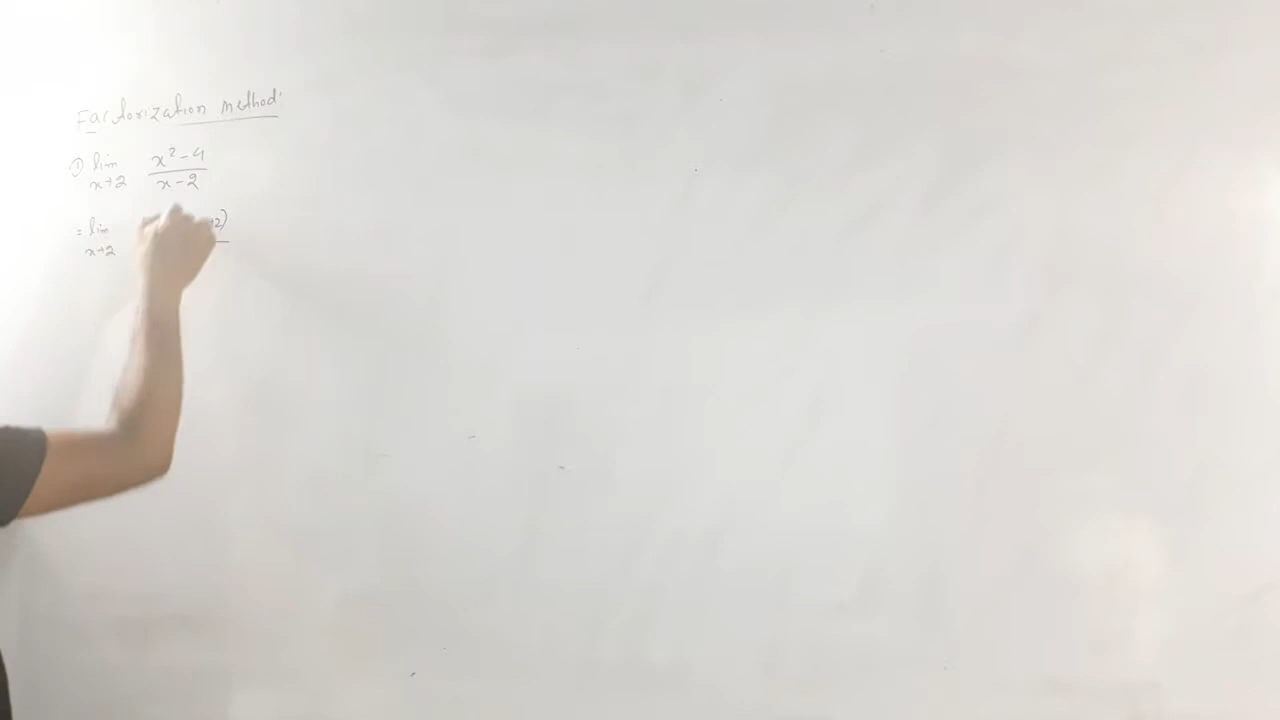 Factorization method:
① lim x→2 x²-4 / x-2
= lim x→2 +2)